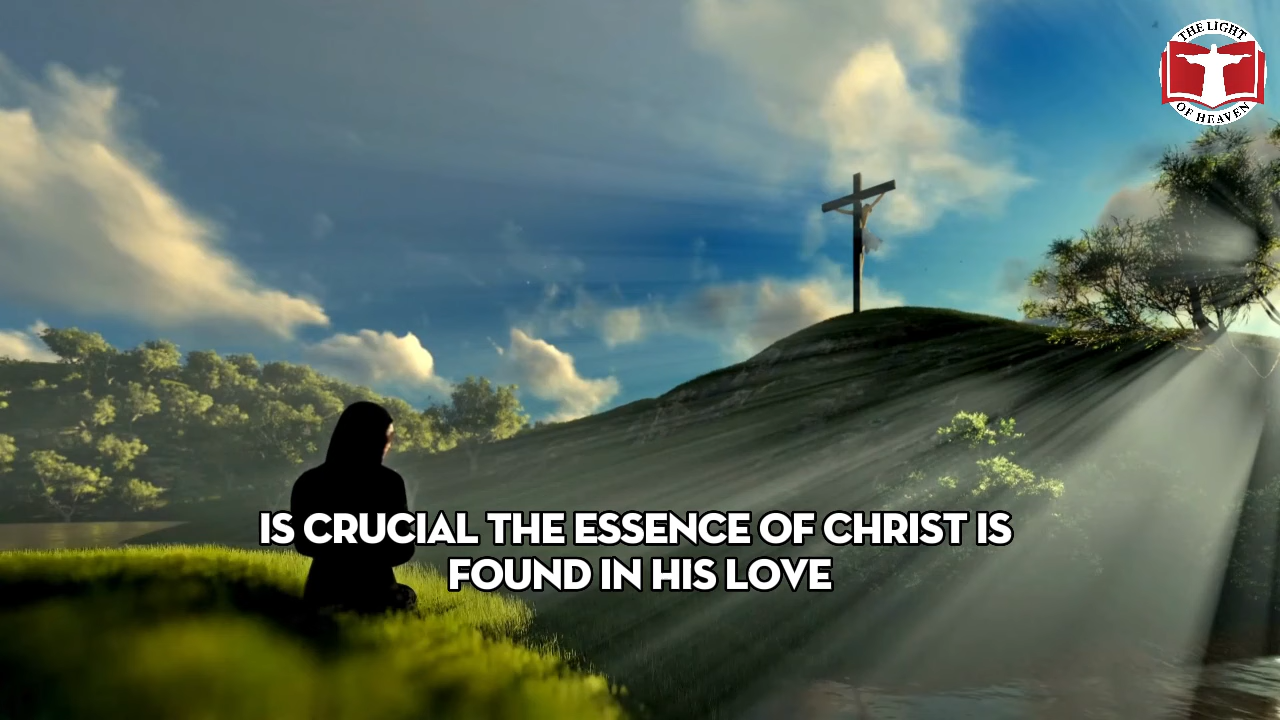 THE LIGHT
OF HEAVEN
IS CRUCIAL THE ESSENCE OF CHRIST IS
FOUND IN HIS LOVE